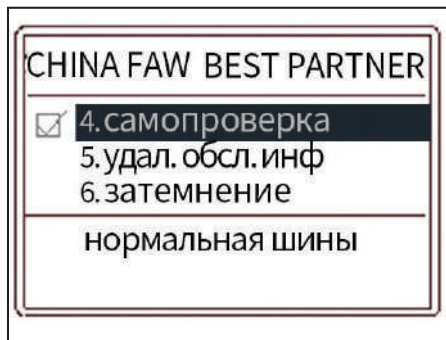 CHINA FAW BEST PARTNER
4.самопроверка
5.удал. обсл. инф
6.затемнение
нормальная шины